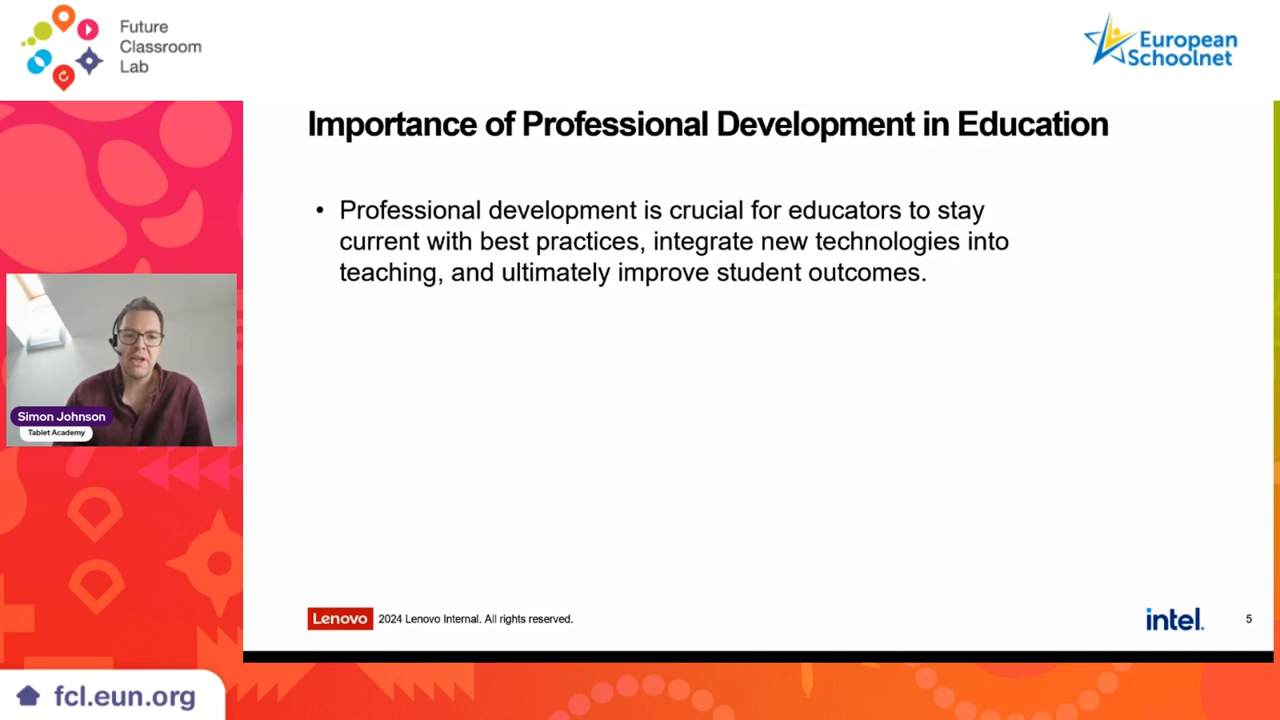 Future
Classroom
Lab
European
Schoolnet
Importance of Professional Development in Education
• Professional development is crucial for educators to stay
current with best practices, integrate new technologies into
teaching, and ultimately improve student outcomes.
Simon Johnson
Tablet Academy
Lenovo 2024 Lenovo Internal. All rights reserved.
intel.
5
fcl.eun.org